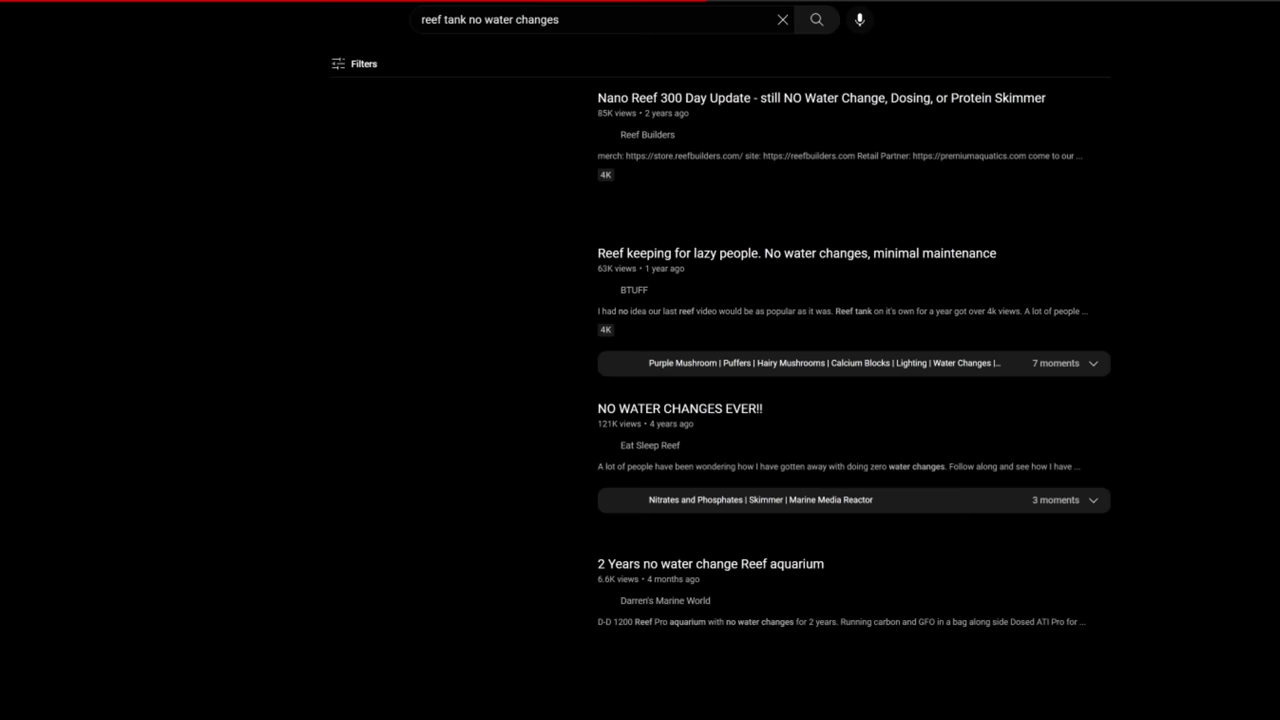 reef tank no water changes
Filters
Nano Reef 300 Day Update - still NO Water Change, Dosing, or Protein Skimmer
85K views • 2 years ago
Reef Builders
merch: https://store.reefbuilders.com/ site: https://reefbuilders.com Retail Partner: https://premiumaquatics.com come to our ...
4K
Reef keeping for lazy people. No water changes, minimal maintenance
63K views • 1 year ago
BTUFF
I had no idea our last reef video would be as popular as it was. Reef tank on it's own for a year got over 4k views. A lot of people ...
4K
Purple Mushroom | Puffers | Hairy Mushrooms | Calcium Blocks | Lighting | Water Changes |... 7 moments
NO WATER CHANGES EVER!!
121K views • 4 years ago
Eat Sleep Reef
A lot of people have been wondering how I have gotten away with doing zero water changes. Follow along and see how I have ...
Nitrates and Phosphates | Skimmer | Marine Media Reactor 3 moments
2 Years no water change Reef aquarium
6.6K views • 4 months ago
Darren's Marine World
D-D 1200 Reef Pro aquarium with no water changes for 2 years. Running carbon and GFO in a bag along side Dosed ATI Pro for ...